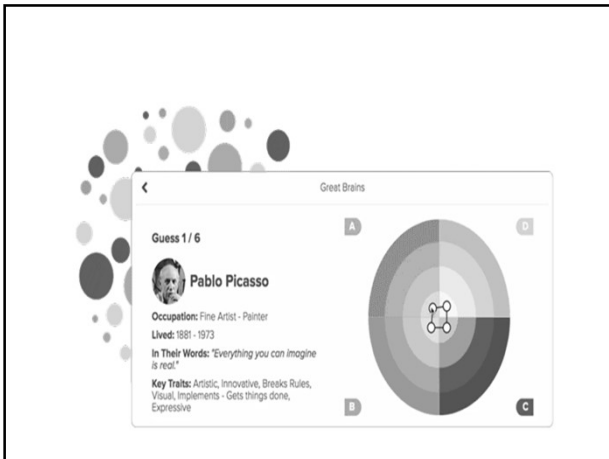 Great Brains
A
D
Guess 1 / 6
Pablo Picasso
Occupation: Fine Artist - Painter
Lived: 1881 - 1973
In Their Words: "Everything you can imagine
is real."
Key Traits: Artistic, Innovative, Breaks Rules,
Visual, Implements - Gets things done,
Expressive
B
C